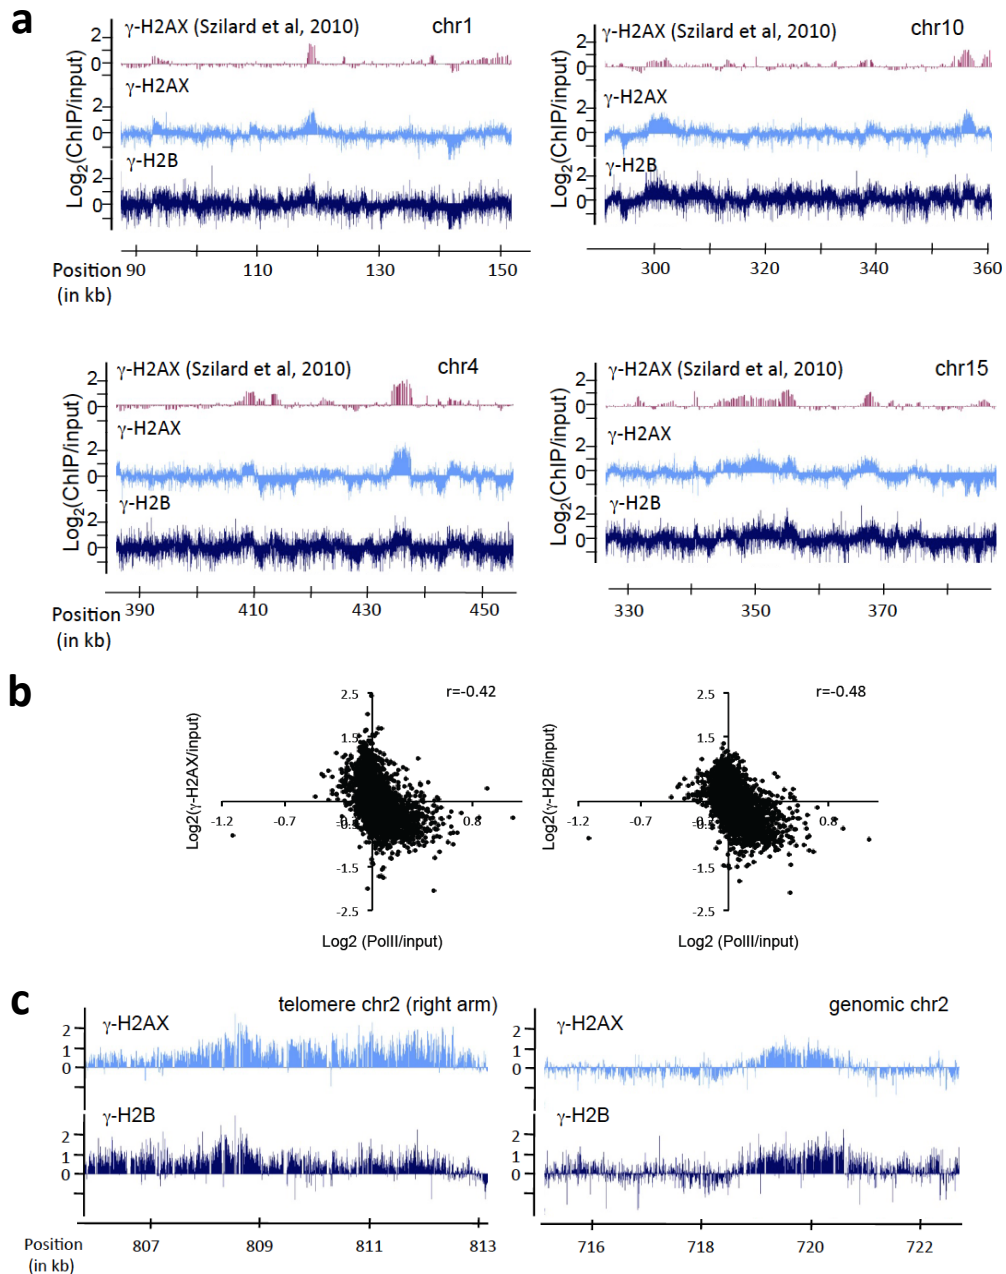 a
γ-H2AX (Szilard et al, 2010) chr1
2
0
γ-H2AX
2
0
γ-H2B
2
0
Log2(ChIP/input)
Position (in kb)
90 110 130 150
γ-H2AX (Szilard et al, 2010) chr10
2
0
γ-H2AX
2
0
γ-H2B
2
0
Log2(ChIP/input)
300 320 340 360
γ-H2AX (Szilard et al, 2010) chr4
2
0
γ-H2AX
2
0
γ-H2B
2
0
Log2(ChIP/input)
Position (in kb)
390 410 430 450
γ-H2AX (Szilard et al, 2010) chr15
2
0
γ-H2AX
2
0
γ-H2B
2
0
Log2(ChIP/input)
330 350 370
b
2.5
r=-0.42
1.5
Log2(γ-H2AX/input)
-1.2 -0.7 0.8
-1.5
-2.5
Log2 (PolII/input)
2.5
r=-0.48
1.5
Log2(γ-H2B/input)
-1.2 -0.7 0.8
-1.5
-2.5
Log2 (PolII/input)
c
telomere chr2 (right arm)
γ-H2AX
2
1
0
γ-H2B
2
1
0
Position
(in kb)
807 809 811 813
genomic chr2
γ-H2AX
2
1
0
γ-H2B
2
1
0
716 718 720 722